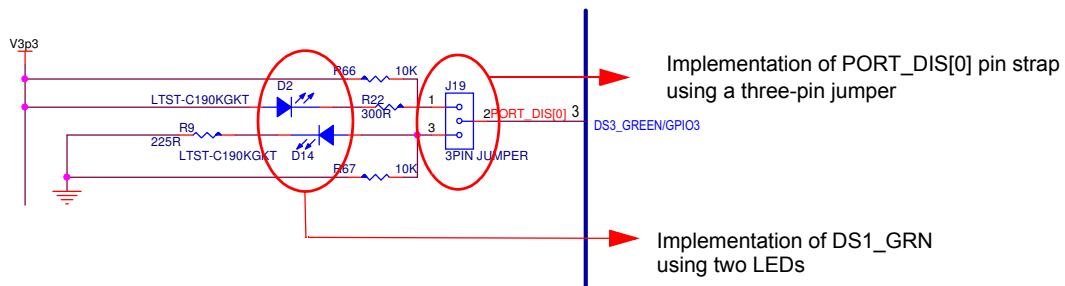 V3p3
R66
10K
D2
J19
LTST-C190KGKT
R22
300R
1
2
PORT_DIS[0]
3
DS3_GREEN/GPIO3
R9
225R
3
LTST-C190KGKT
D14
3PIN JUMPER
R67
10K
Implementation of PORT_DIS[0] pin strap
using a three-pin jumper
Implementation of DS1_GRN
using two LEDs